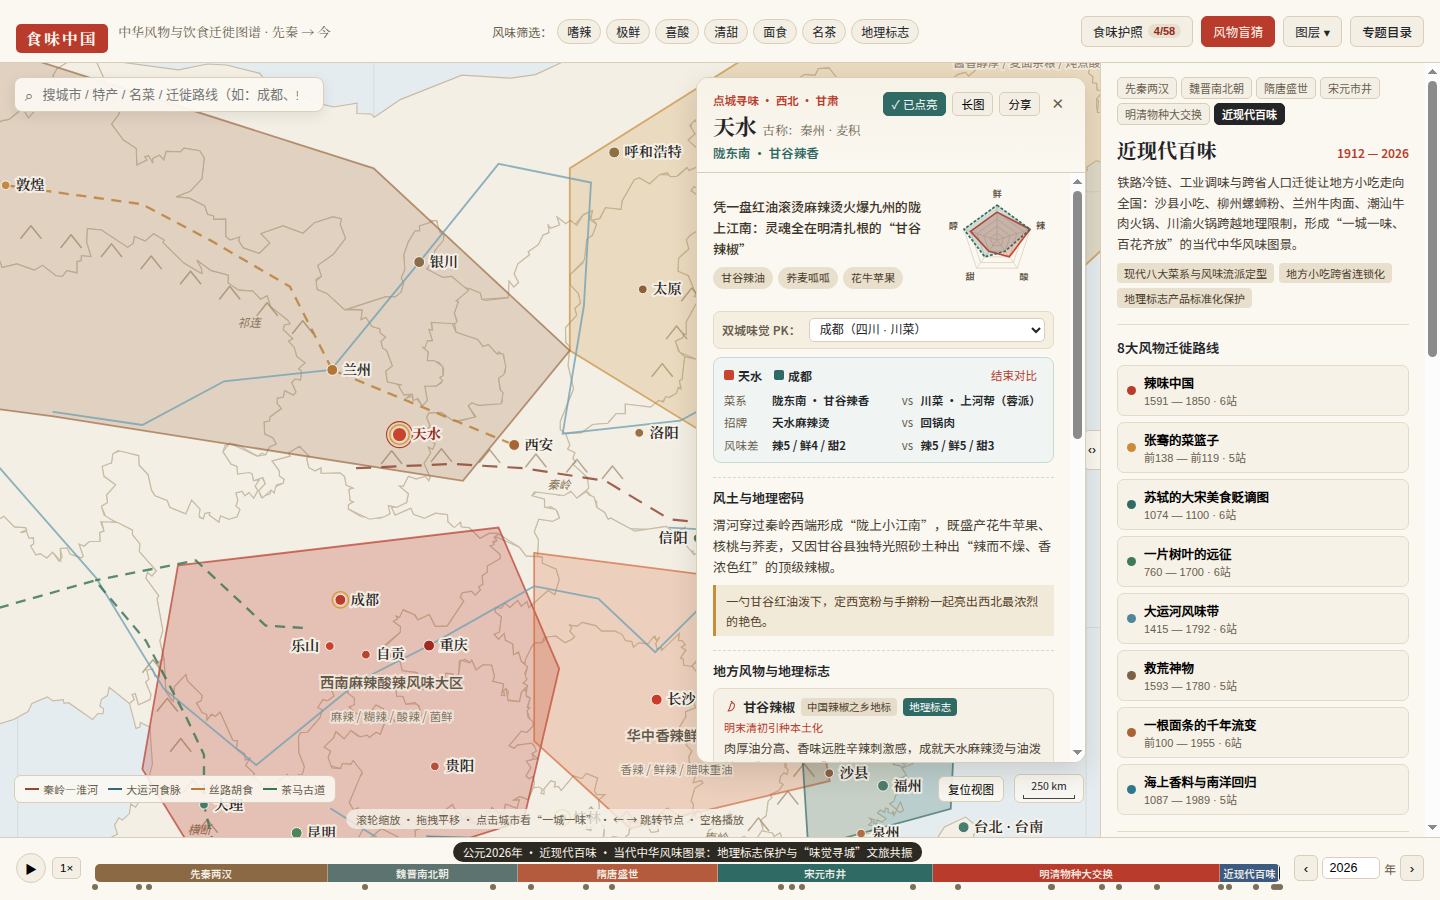 食味中国
中华风物与饮食迁徙图谱 · 先秦 → 今
风味筛选： 嗜辣 极鲜 喜酸 清甜 面食 名茶 地理标志
食味护照 4/58 风物盲猜 图层 ▾ 专题目录
⌕ 搜城市 / 特产 / 名菜 / 迁徙路线（如：成都、
敦煌
呼和浩特
银川
太原
祁连
兰州
天水
西安
洛阳
秦岭
信阳
成都
乐山
自贡
重庆
西南麻辣酸辣风味大区
麻辣 / 糊辣 / 酸辣 / 菌鲜
长沙
华中香辣鲜
香辣 / 鲜辣 / 腊味重油
贵阳
沙县
福州
大理
横断
昆明
泉州
台北 · 台南
秦岭—淮河 大运河食脉 丝路胡食 茶马古道
滚轮缩放 · 拖拽平移 · 点击城市看“一城一味” · ← → 跳转节点 · 空格播放
复位视图
250 km
点城寻味 · 西北 · 甘肃
✓ 已点亮 长图 分享 ✕
天水 古称：秦州 · 麦积
陇东南 · 甘谷辣香
凭一盘红油滚烫麻辣烫火爆九州的陇
上江南：灵魂全在明清扎根的“甘谷
辣椒”
甘谷辣油 荞麦呱呱 花牛苹果
鲜
辣
酸
甜
醇
双城味觉 PK： 成都（四川 · 川菜）
天水 成都 结束对比
菜系 陇东南 · 甘谷辣香 vs 川菜 · 上河帮（蓉派）
招牌 天水麻辣烫 vs 回锅肉
风味差 辣5 / 鲜4 / 甜2 vs 辣5 / 鲜5 / 甜3
风土与地理密码
渭河穿过秦岭西端形成“陇上小江南”，既盛产花牛苹果、
核桃与荞麦，又因甘谷县独特光照砂土种出“辣而不燥、香
浓色红”的顶级辣椒。
一勺甘谷红油泼下，定西宽粉与手擀粉一起亮出西北最浓烈
的艳色。
地方风物与地理标志
甘谷辣椒 中国辣椒之乡地标 地理标志
明末清初引种本土化
肉厚油分高、香味远胜辛辣刺激感，成就天水麻辣烫与油泼
‹›
先秦两汉 魏晋南北朝 隋唐盛世 宋元市井
明清物种大交换 近现代百味
近现代百味 1912 — 2026
铁路冷链、工业调味与跨省人口迁徙让地方小吃走向
全国：沙县小吃、柳州螺蛳粉、兰州牛肉面、潮汕牛
肉火锅、川渝火锅跨越地理限制，形成“一城一味、
百花齐放”的当代中华风味图景。
现代八大菜系与风味流派定型 地方小吃跨省连锁化
地理标志产品标准化保护
8大风物迁徙路线
辣味中国
1591 — 1850 · 6站
张骞的菜篮子
前138 — 前119 · 5站
苏轼的大宋美食贬谪图
1074 — 1100 · 6站
一片树叶的远征
760 — 1700 · 6站
大运河风味带
1415 — 1792 · 6站
救荒神物
1593 — 1780 · 5站
一根面条的千年流变
前100 — 1955 · 6站
海上香料与南洋回归
1087 — 1989 · 5站
▶ 1×
公元2026年 · 近现代百味 · 当代中华风味图景：地理标志保护与“味觉寻城”文旅共振
先秦两汉 魏晋南北朝 隋唐盛世 宋元市井 明清物种大交换 近现代百味
‹ 2026 年 ›